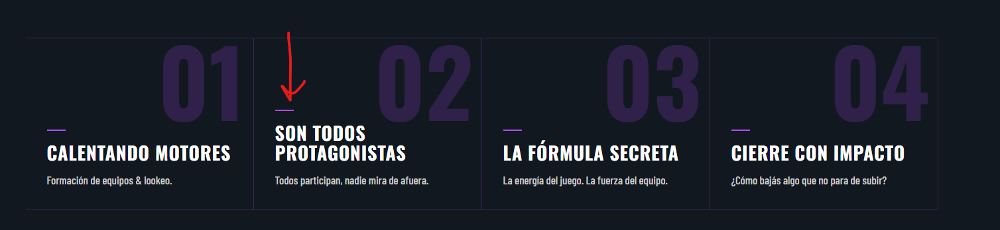 01
02
03
04
CALENTANDO MOTORES
Formación de equipos & lookeo.
SON TODOS
PROTAGONISTAS
Todos participan, nadie mira de afuera.
LA FÓRMULA SECRETA
La energía del juego. La fuerza del equipo.
CIERRE CON IMPACTO
¿Cómo bajás algo que no para de subir?